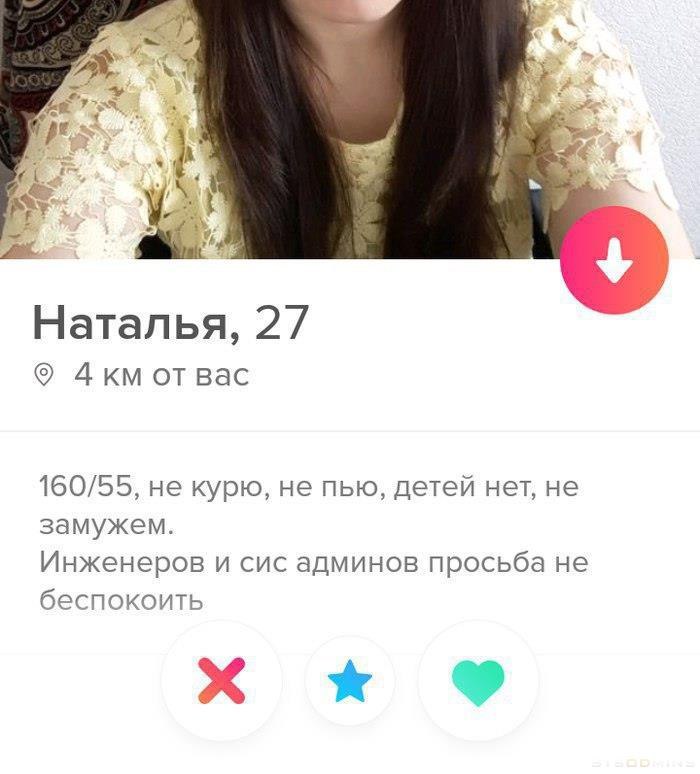 Наталья, 27
4 км от вас
160/55, не курю, не пью, детей нет, не
замужем.
Инженеров и сис админов просьба не
беспокоить